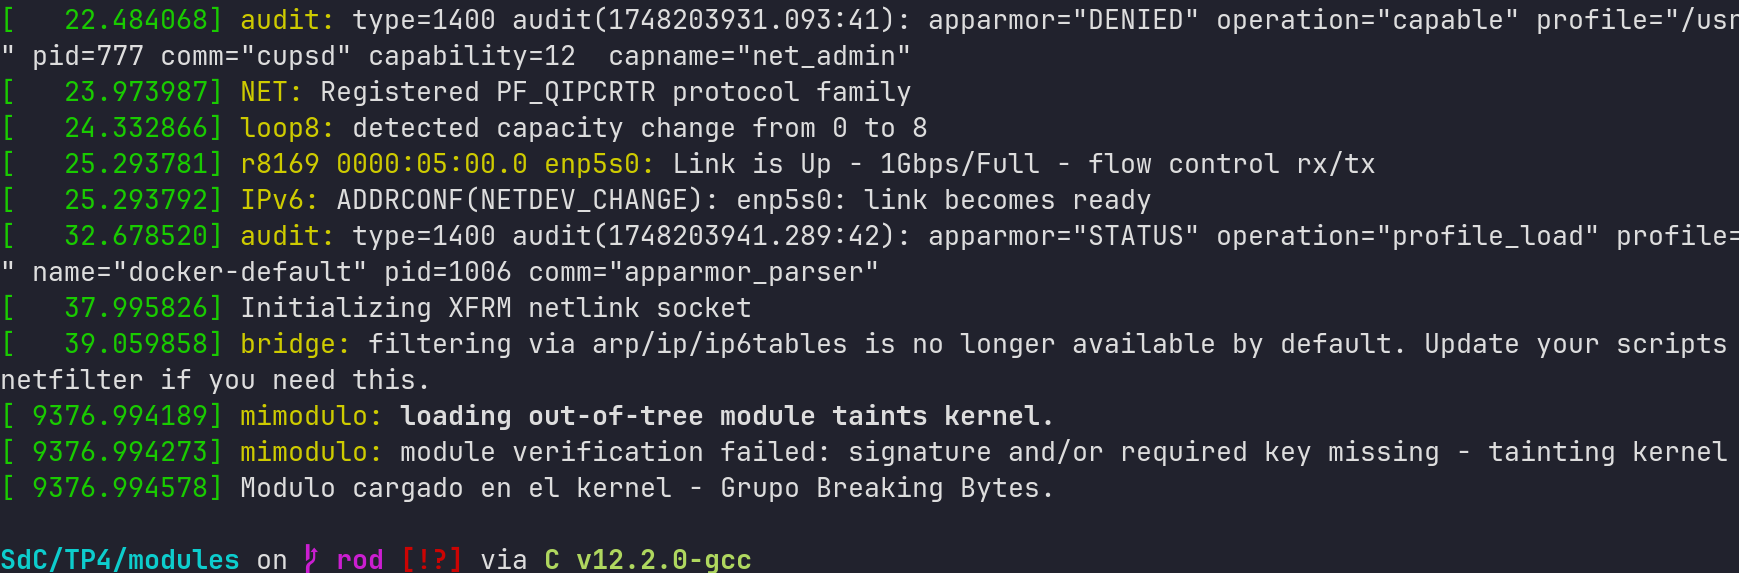 [   22.484068] audit: type=1400 audit(1748203931.093:41): apparmor="DENIED" operation="capable" profile="/usr
" pid=777 comm="cupsd" capability=12  capname="net_admin"
[   23.973987] NET: Registered PF_QIPCRTR protocol family
[   24.332866] loop8: detected capacity change from 0 to 8
[   25.293781] r8169 0000:05:00.0 enp5s0: Link is Up - 1Gbps/Full - flow control rx/tx
[   25.293792] IPv6: ADDRCONF(NETDEV_CHANGE): enp5s0: link becomes ready
[   32.678520] audit: type=1400 audit(1748203941.289:42): apparmor="STATUS" operation="profile_load" profile=
" name="docker-default" pid=1006 comm="apparmor_parser"
[   37.995826] Initializing XFRM netlink socket
[   39.059858] bridge: filtering via arp/ip/ip6tables is no longer available by default. Update your scripts
netfilter if you need this.
[ 9376.994189] mimodulo: loading out-of-tree module taints kernel.
[ 9376.994273] mimodulo: module verification failed: signature and/or required key missing - tainting kernel
[ 9376.994578] Modulo cargado en el kernel - Grupo Breaking Bytes.
SdC/TP4/modules on rod [!?] via C v12.2.0-gcc